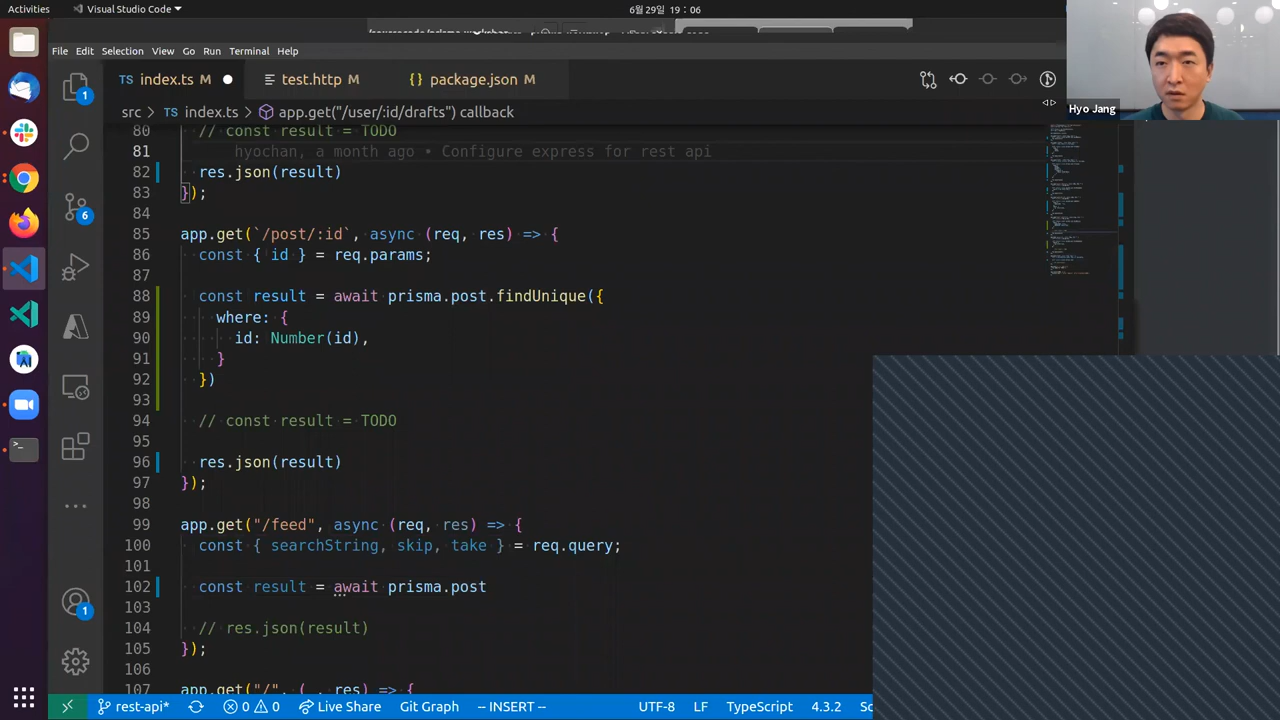 Activities
Visual Studio Code
6월29일 19 : 06
File Edit Selection View Go Run Terminal Help
TS index.ts M
test.http M
{} package.json M
src > TS index.ts > app.get("/user/:id/drafts") callback
Hyo Jang
80 // const result = TODO
81 hyochan, a month ago • Configure express for rest api
82 res.json(result)
83 });
84
85 app.get(`/post/:id`, async (req, res) => {
86 const { id } = req.params;
87
88 const result = await prisma.post.findUnique({
89 where: {
90 id: Number(id),
91 }
92 })
93
94 // const result = TODO
95
96 res.json(result)
97 });
98
99 app.get("/feed", async (req, res) => {
100 const { searchString, skip, take } = req.query;
101
102 const result = await prisma.post
103
104 // res.json(result)
105 });
106
107 app.get("/", (_, res) => {
1
6
1
rest-api* 0 0 Live Share Git Graph -- INSERT -- UTF-8 LF TypeScript 4.3.2